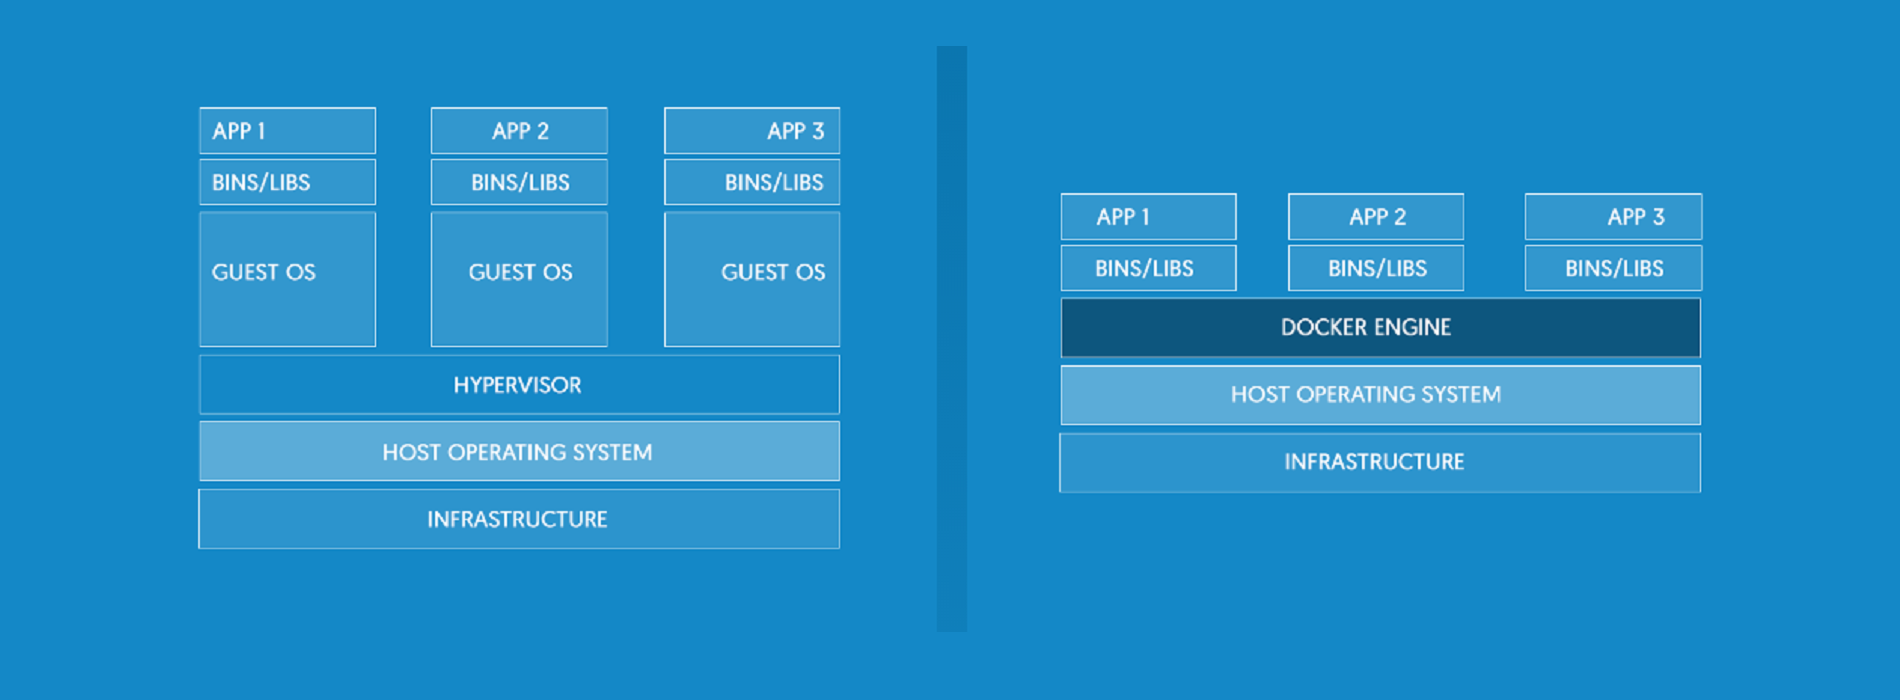 APP 1
APP 2
APP 3
BINS/LIBS
BINS/LIBS
BINS/LIBS
GUEST OS
GUEST OS
GUEST OS
HYPERVISOR
HOST OPERATING SYSTEM
INFRASTRUCTURE
APP 1
APP 2
APP 3
BINS/LIBS
BINS/LIBS
BINS/LIBS
DOCKER ENGINE
HOST OPERATING SYSTEM
INFRASTRUCTURE